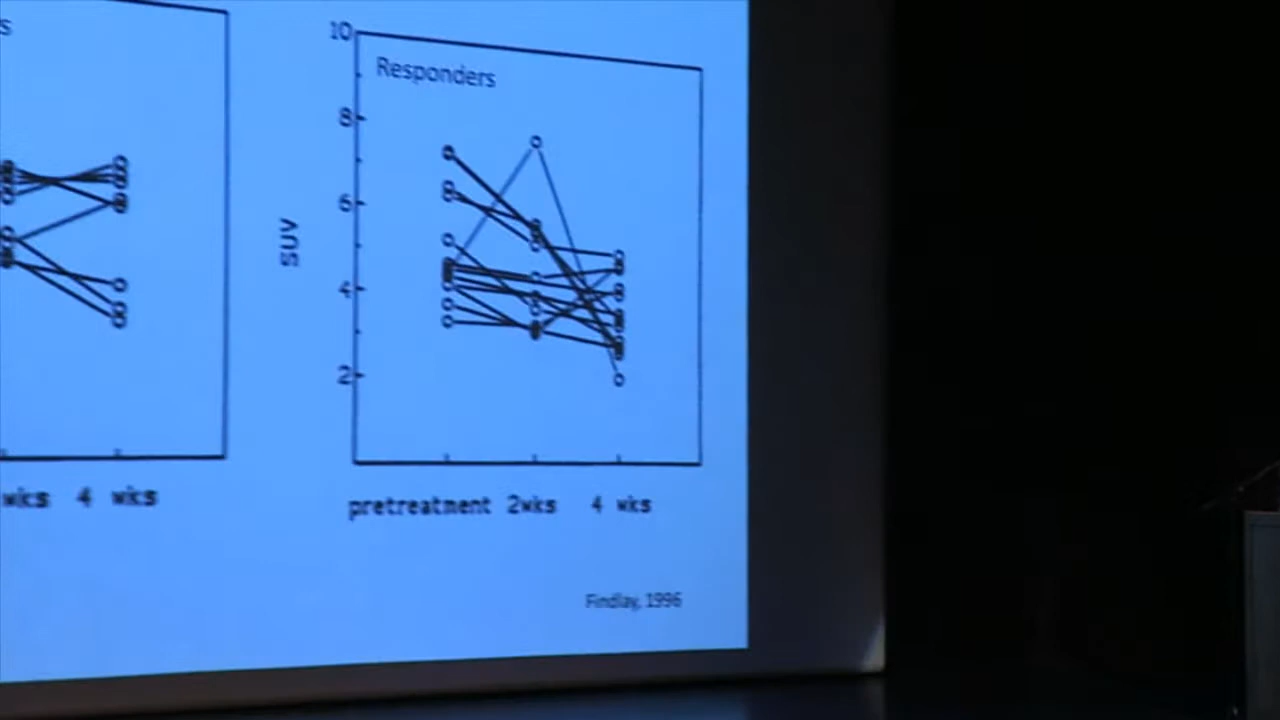 s
10
Responders
8
6
SUV
4
2
wks 4 wks
pretreatment 2wks 4 wks
Findlay, 1996